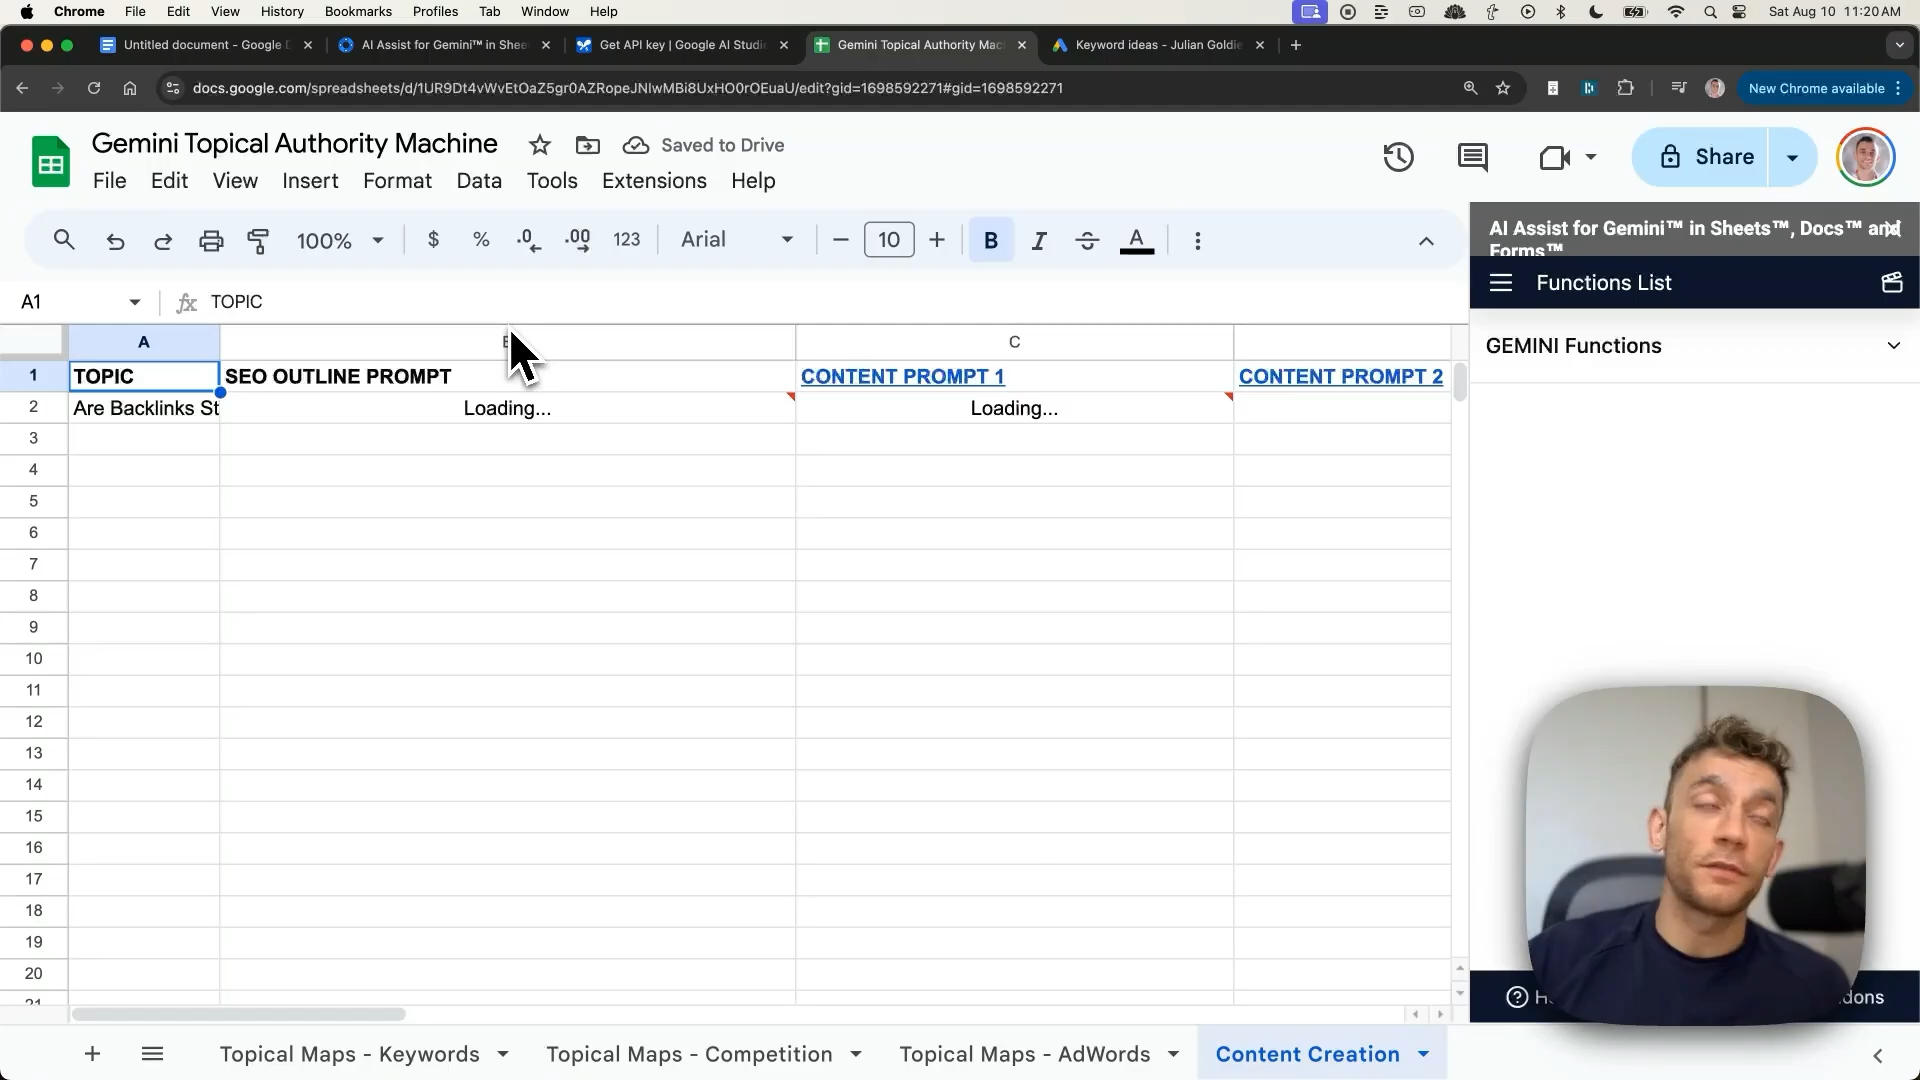 Chrome File Edit View History Bookmarks Profiles Tab Window Help Sat Aug 10 11:20 AM
Untitled document - Google D AI Assist for Gemini™ in Shee Get API key | Google AI Studi Gemini Topical Authority Mac Keyword ideas - Julian Goldie
docs.google.com/spreadsheets/d/1UR9Dt4vWvEtOaZ5gr0AZRopeJNIwMBi8UxHO0rOEuaU/edit?gid=1698592271#gid=1698592271 New Chrome available
Gemini Topical Authority Machine Saved to Drive Share
File Edit View Insert Format Data Tools Extensions Help
100% $ % .0 .00 123 Arial 10 B I S A
AI Assist for Gemini™ in Sheets™, Docs™ and
Forms™
Functions List
GEMINI Functions
A1 fx TOPIC
A C
1 TOPIC SEO OUTLINE PROMPT CONTENT PROMPT 1 CONTENT PROMPT 2
2 Are Backlinks St Loading... Loading...
3
4
5
6
7
8
9
10
11
12
13
14
15
16
17
18
19
20
21
Topical Maps - Keywords Topical Maps - Competition Topical Maps - AdWords Content Creation